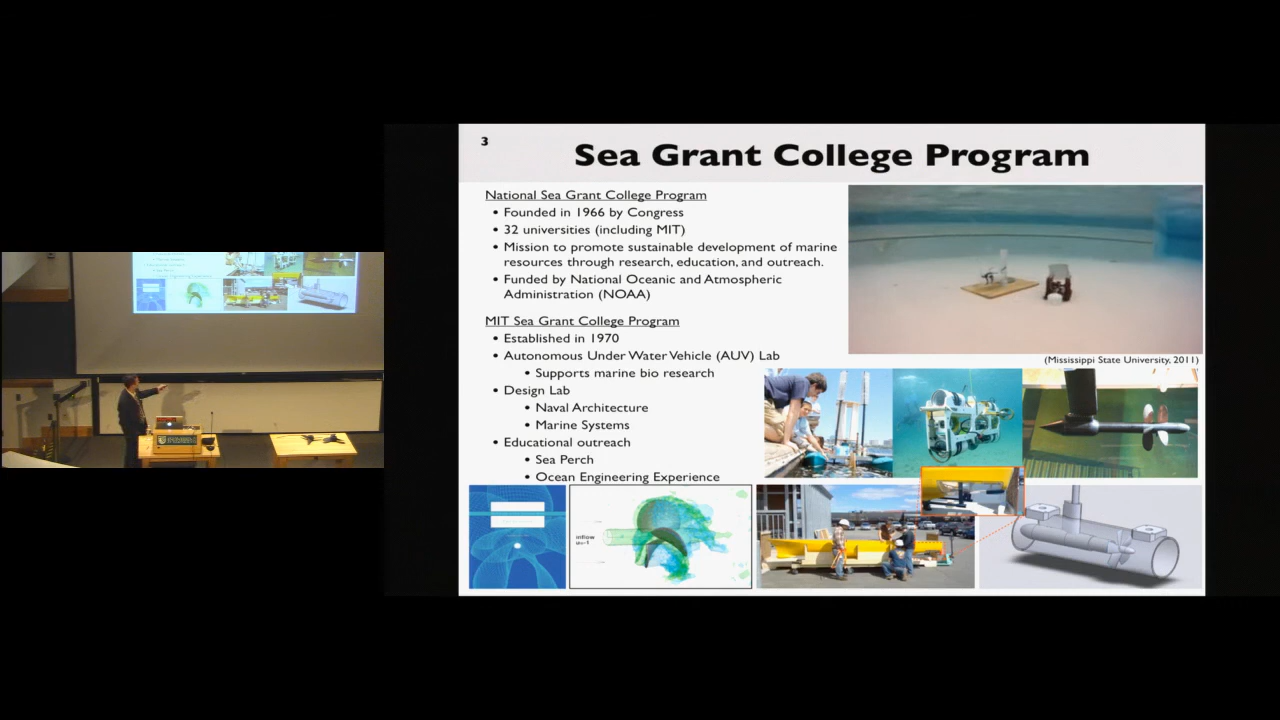 3
Sea Grant College Program
National Sea Grant College Program
• Founded in 1966 by Congress
• 32 universities (including MIT)
• Mission to promote sustainable development of marine
resources through research, education, and outreach.
• Funded by National Oceanic and Atmospheric
Administration (NOAA)
MIT Sea Grant College Program
• Established in 1970
• Autonomous Under Water Vehicle (AUV) Lab
• Supports marine bio research
• Design Lab
• Naval Architecture
• Marine Systems
• Educational outreach
• Sea Perch
• Ocean Engineering Experience
(Mississippi State University, 2011)
inflow